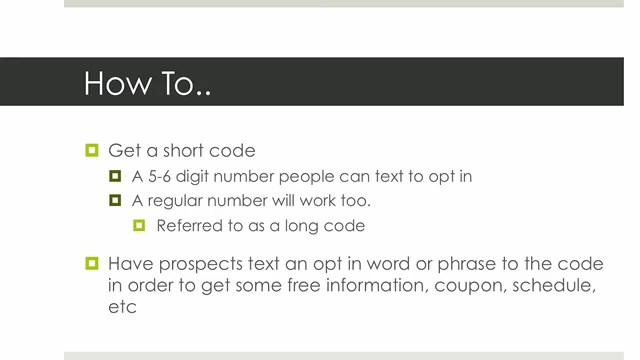 How To..
Get a short code
A 5-6 digit number people can text to opt in
A regular number will work too.
Referred to as a long code
Have prospects text an opt in word or phrase to the code
in order to get some free information, coupon, schedule,
etc